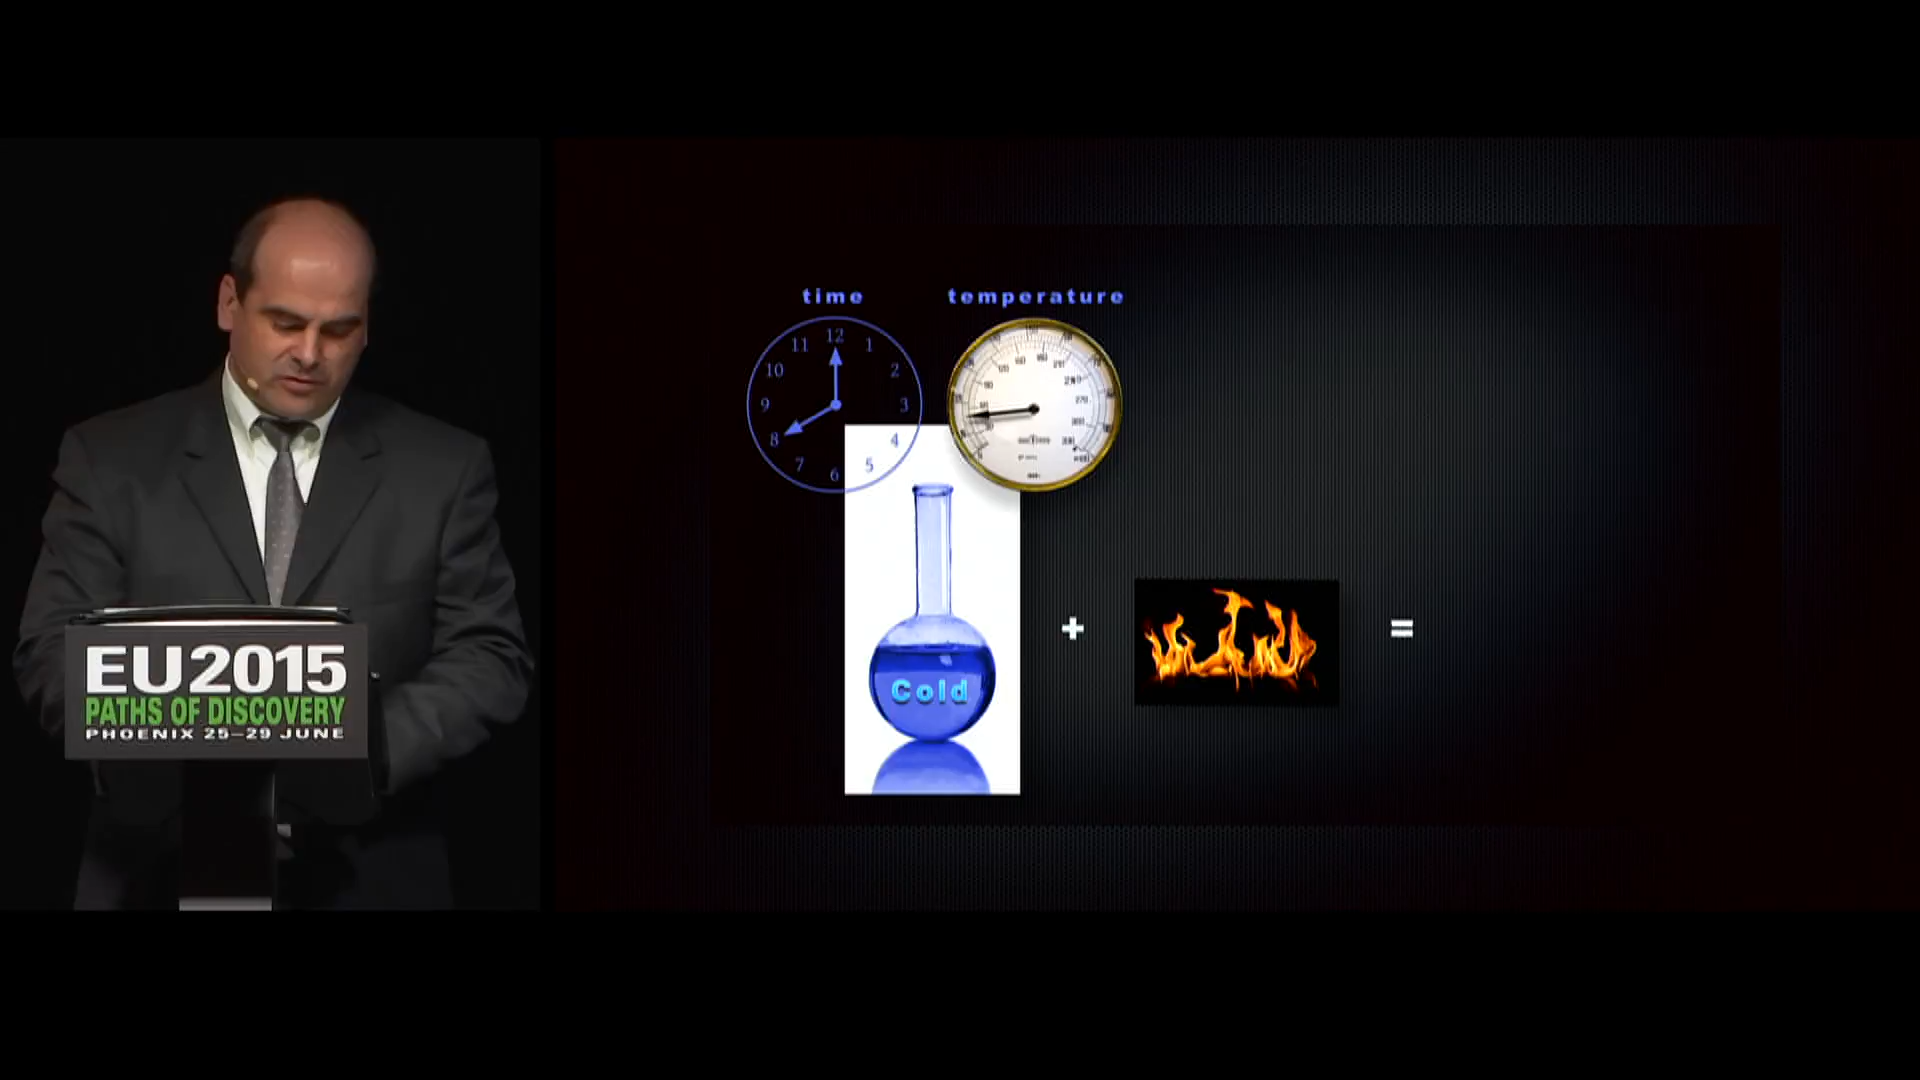 time
temperature
12
11
1
10
2
9
3
8
4
7
5
6
Cold
+
=
EU2015
PATHS OF DISCOVERY
PHOENIX 25–29 JUNE